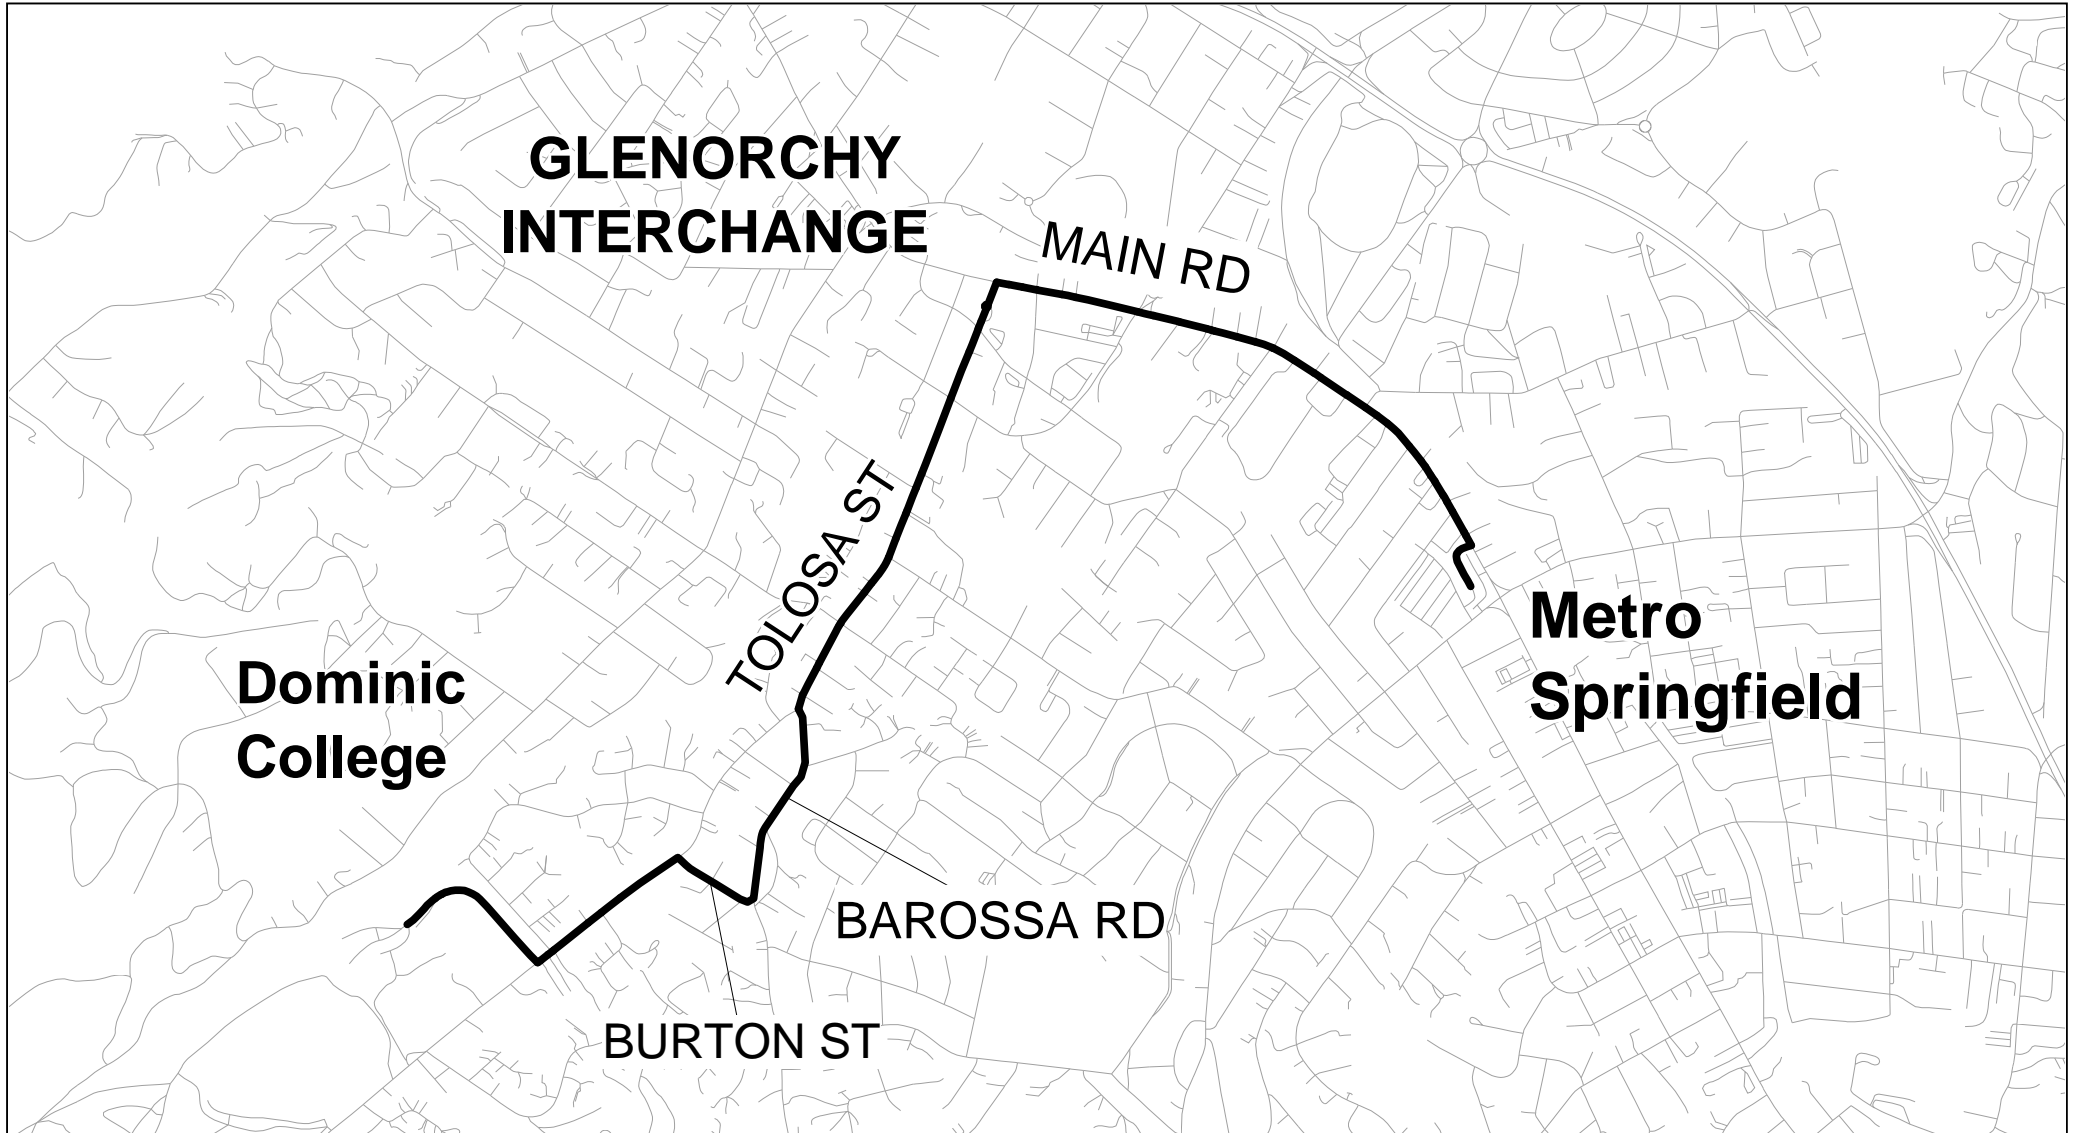 GLENORCHY
INTERCHANGE
MAIN RD
TOLOSA ST
Metro
Springfield
Dominic
College
BAROSSA RD
BURTON ST